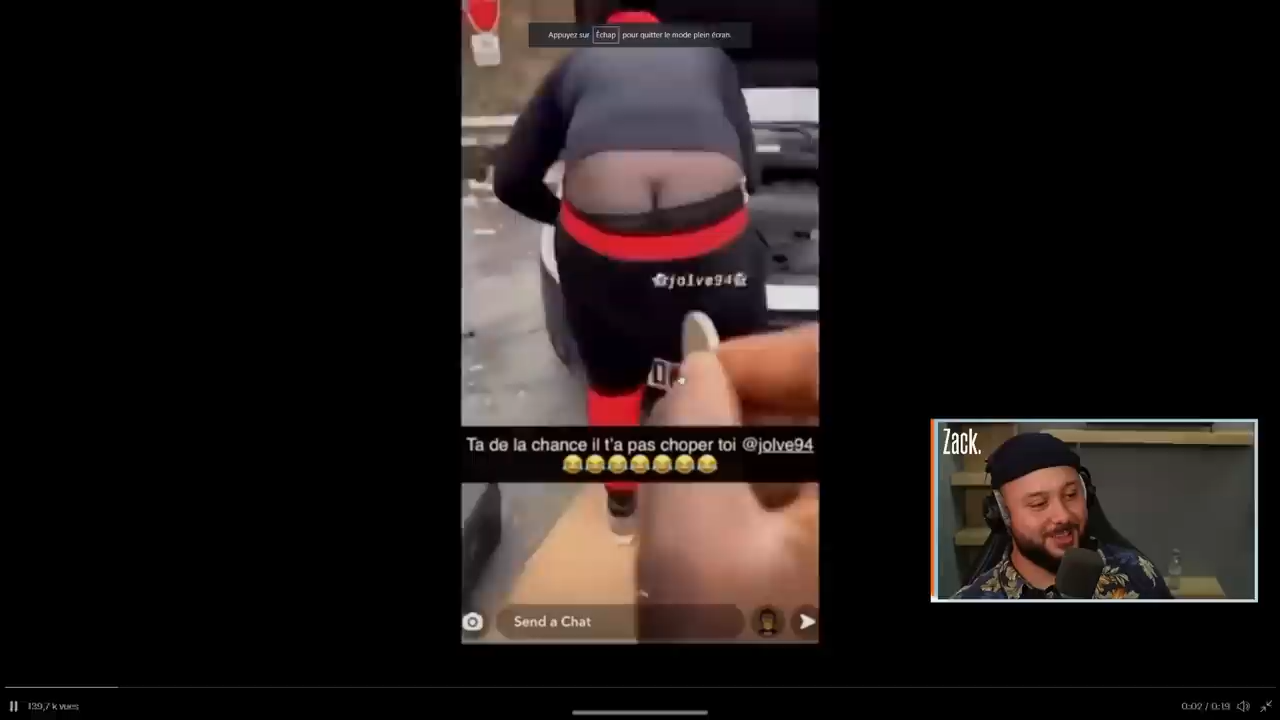 Appuyez sur Échap pour quitter le mode plein écran.
jolve94
Ta de la chance il t'a pas choper toi @jolve94
😂😂😂😂😂😂😂
Zack.
Send a Chat
139,7 k vues
0:02 / 0:19